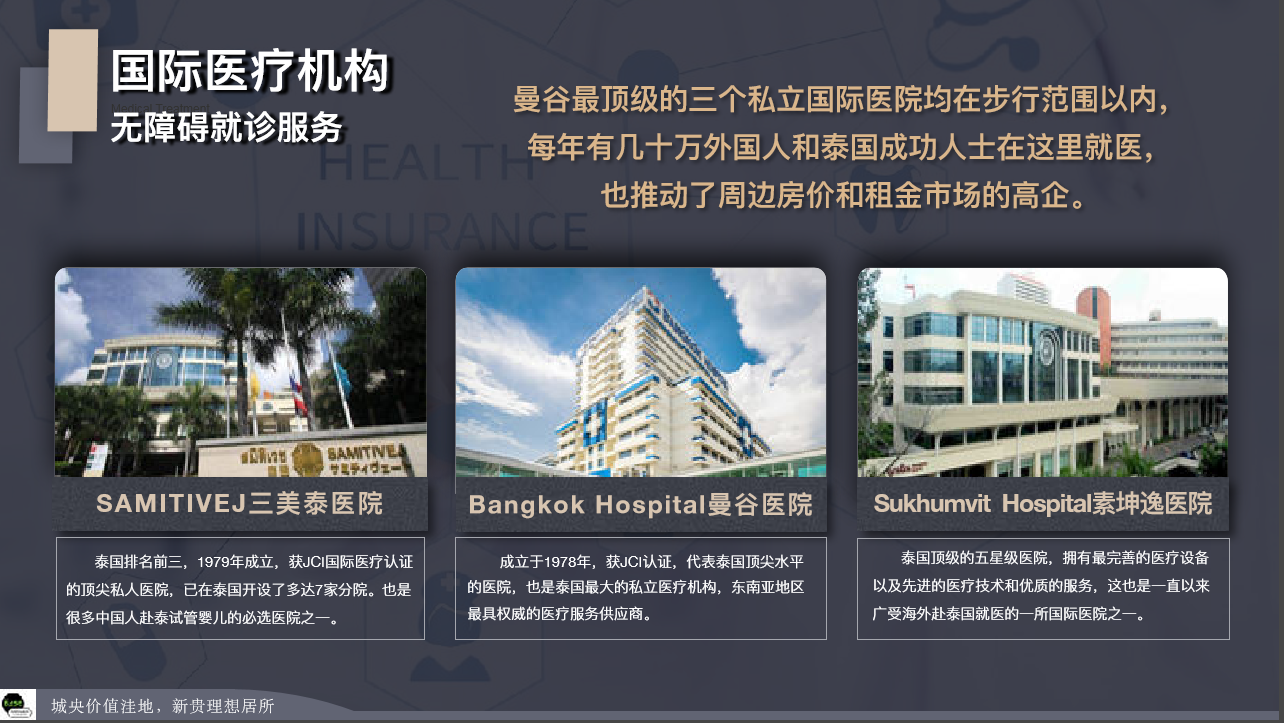 国际医疗机构
Medical Treatment
无障碍就诊服务
曼谷最顶级的三个私立国际医院均在步行范围以内，
每年有几十万外国人和泰国成功人士在这里就医，
也推动了周边房价和租金市场的高企。
HEALTH
INSURANCE
SAMITIVEJ
サミティヴェー
SAMITIVEJ三美泰医院
Bangkok Hospital曼谷医院
Sukhumvit Hospital素坤逸医院
泰国排名前三，1979年成立，获JCI国际医疗认证
的顶尖私人医院，已在泰国开设了多达7家分院。也是
很多中国人赴泰试管婴儿的必选医院之一。
成立于1978年，获JCI认证，代表泰国顶尖水平
的医院，也是泰国最大的私立医疗机构，东南亚地区
最具权威的医疗服务供应商。
泰国顶级的五星级医院，拥有最完善的医疗设备
以及先进的医疗技术和优质的服务，这也是一直以来
广受海外赴泰国就医的一所国际医院之一。
城央价值洼地，新贵理想居所